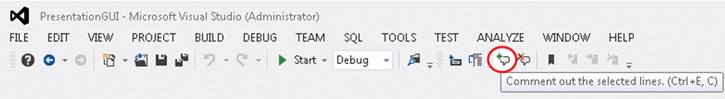 PresentationGUI - Microsoft Visual Studio (Administrator)
FILE EDIT VIEW PROJECT BUILD DEBUG TEAM SQL TOOLS TEST ANALYZE WINDOW HELP
Start Debug
Comment out the selected lines. (Ctrl+E, C)